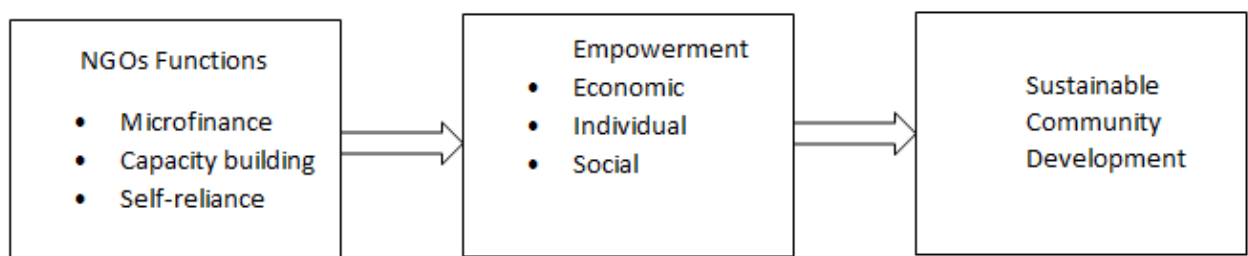 NGOs Functions
• Microfinance
• Capacity building
• Self-reliance
Empowerment
• Economic
• Individual
• Social
Sustainable
Community
Development